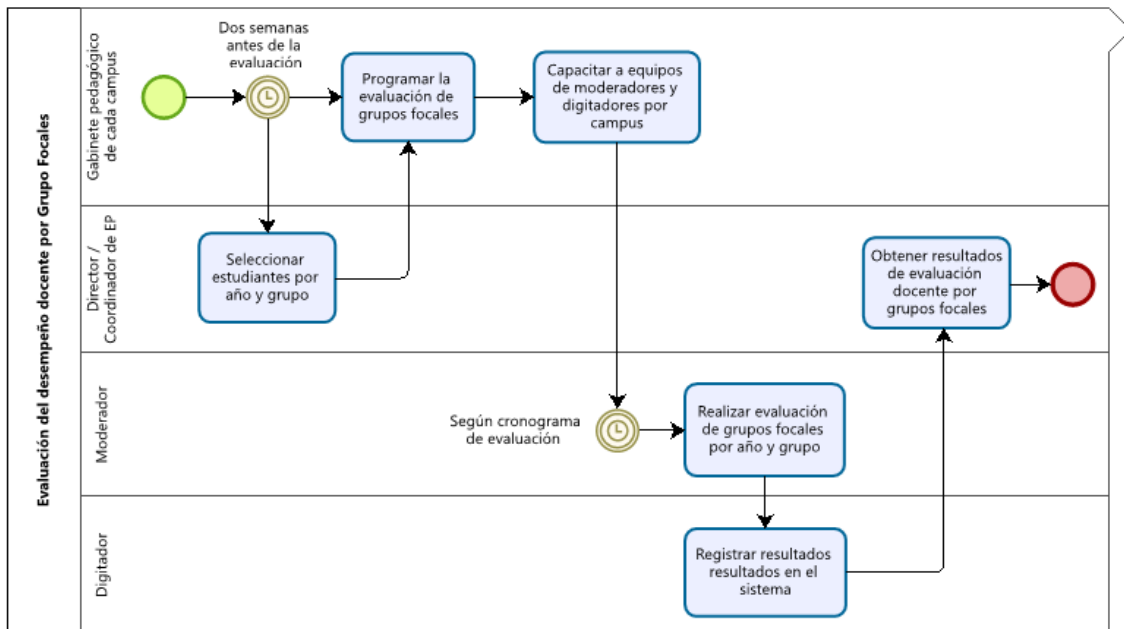 Evaluación del desempeño docente por Grupo Focales
Gabinete pedagógico
de cada campus
Dos semanas
antes de la
evaluación
Programar la
evaluación de
grupos focales
Capacitar a equipos
de moderadores y
digitadores por
campus
Director /
Coordinador de EP
Seleccionar
estudiantes por
año y grupo
Obtener resultados
de evaluación
docente por
grupos focales
Moderador
Según cronograma
de evaluación
Realizar evaluación
de grupos focales
por año y grupo
Digitador
Registrar resultados
resultados en el
sistema